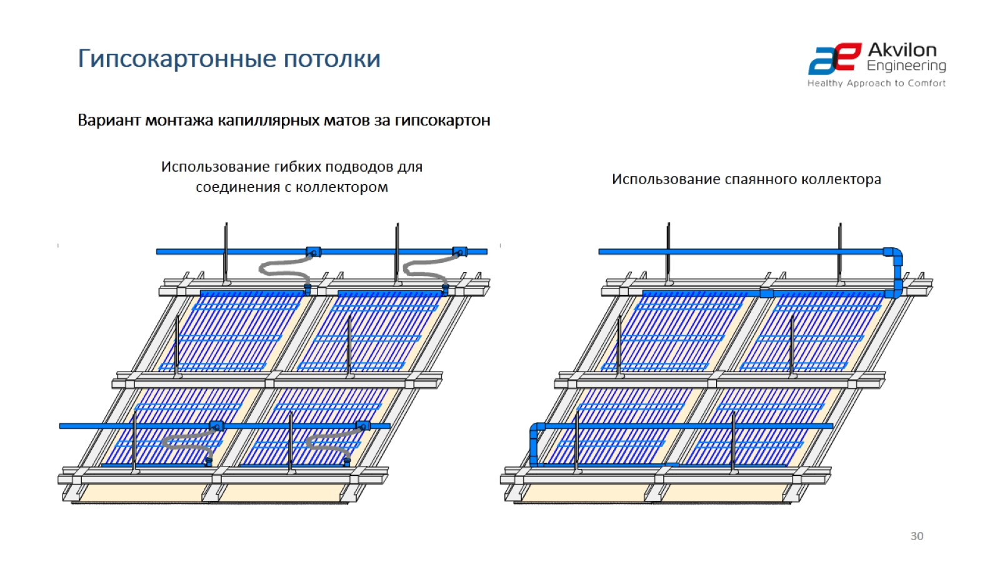 Гипсокартонные потолки
Akvilon
Engineering
Healthy Approach to Comfort
Вариант монтажа капиллярных матов за гипсокартон
Использование гибких подводов для
соединения с коллектором
Использование спаянного коллектора
30